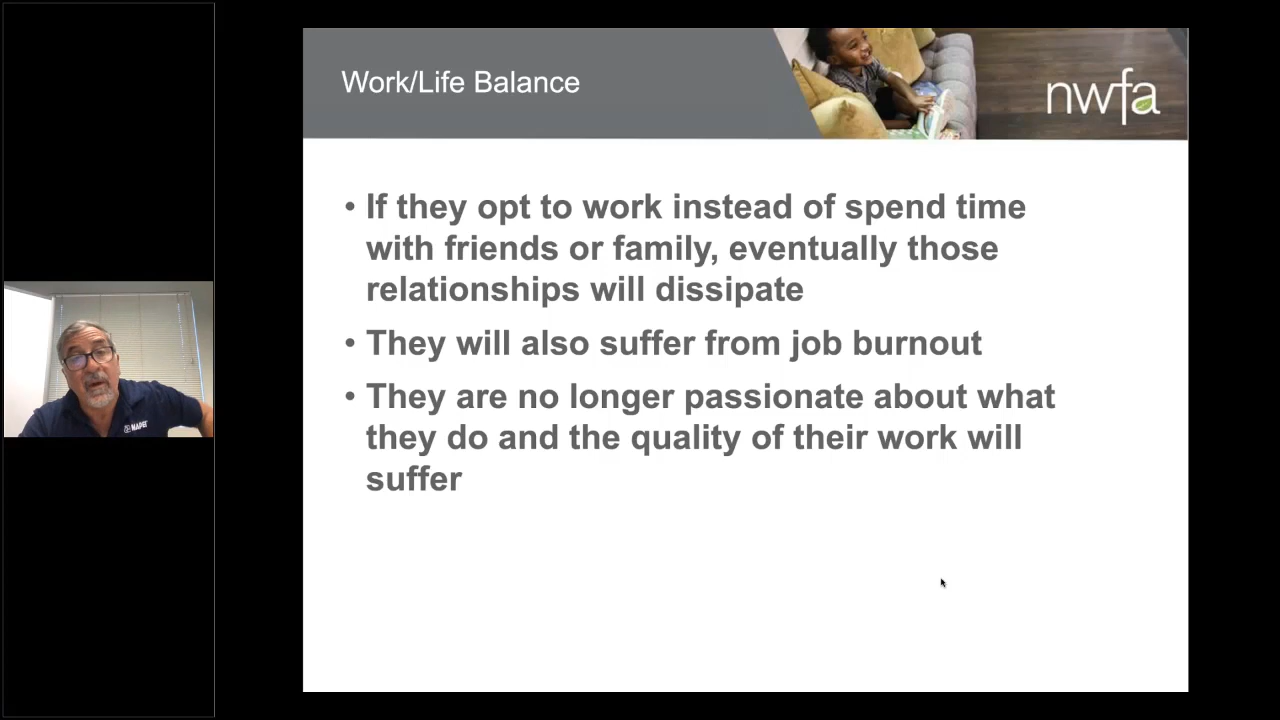 Work/Life Balance
nwfa
• If they opt to work instead of spend time
with friends or family, eventually those
relationships will dissipate
• They will also suffer from job burnout
• They are no longer passionate about what
they do and the quality of their work will
suffer
MAPEI